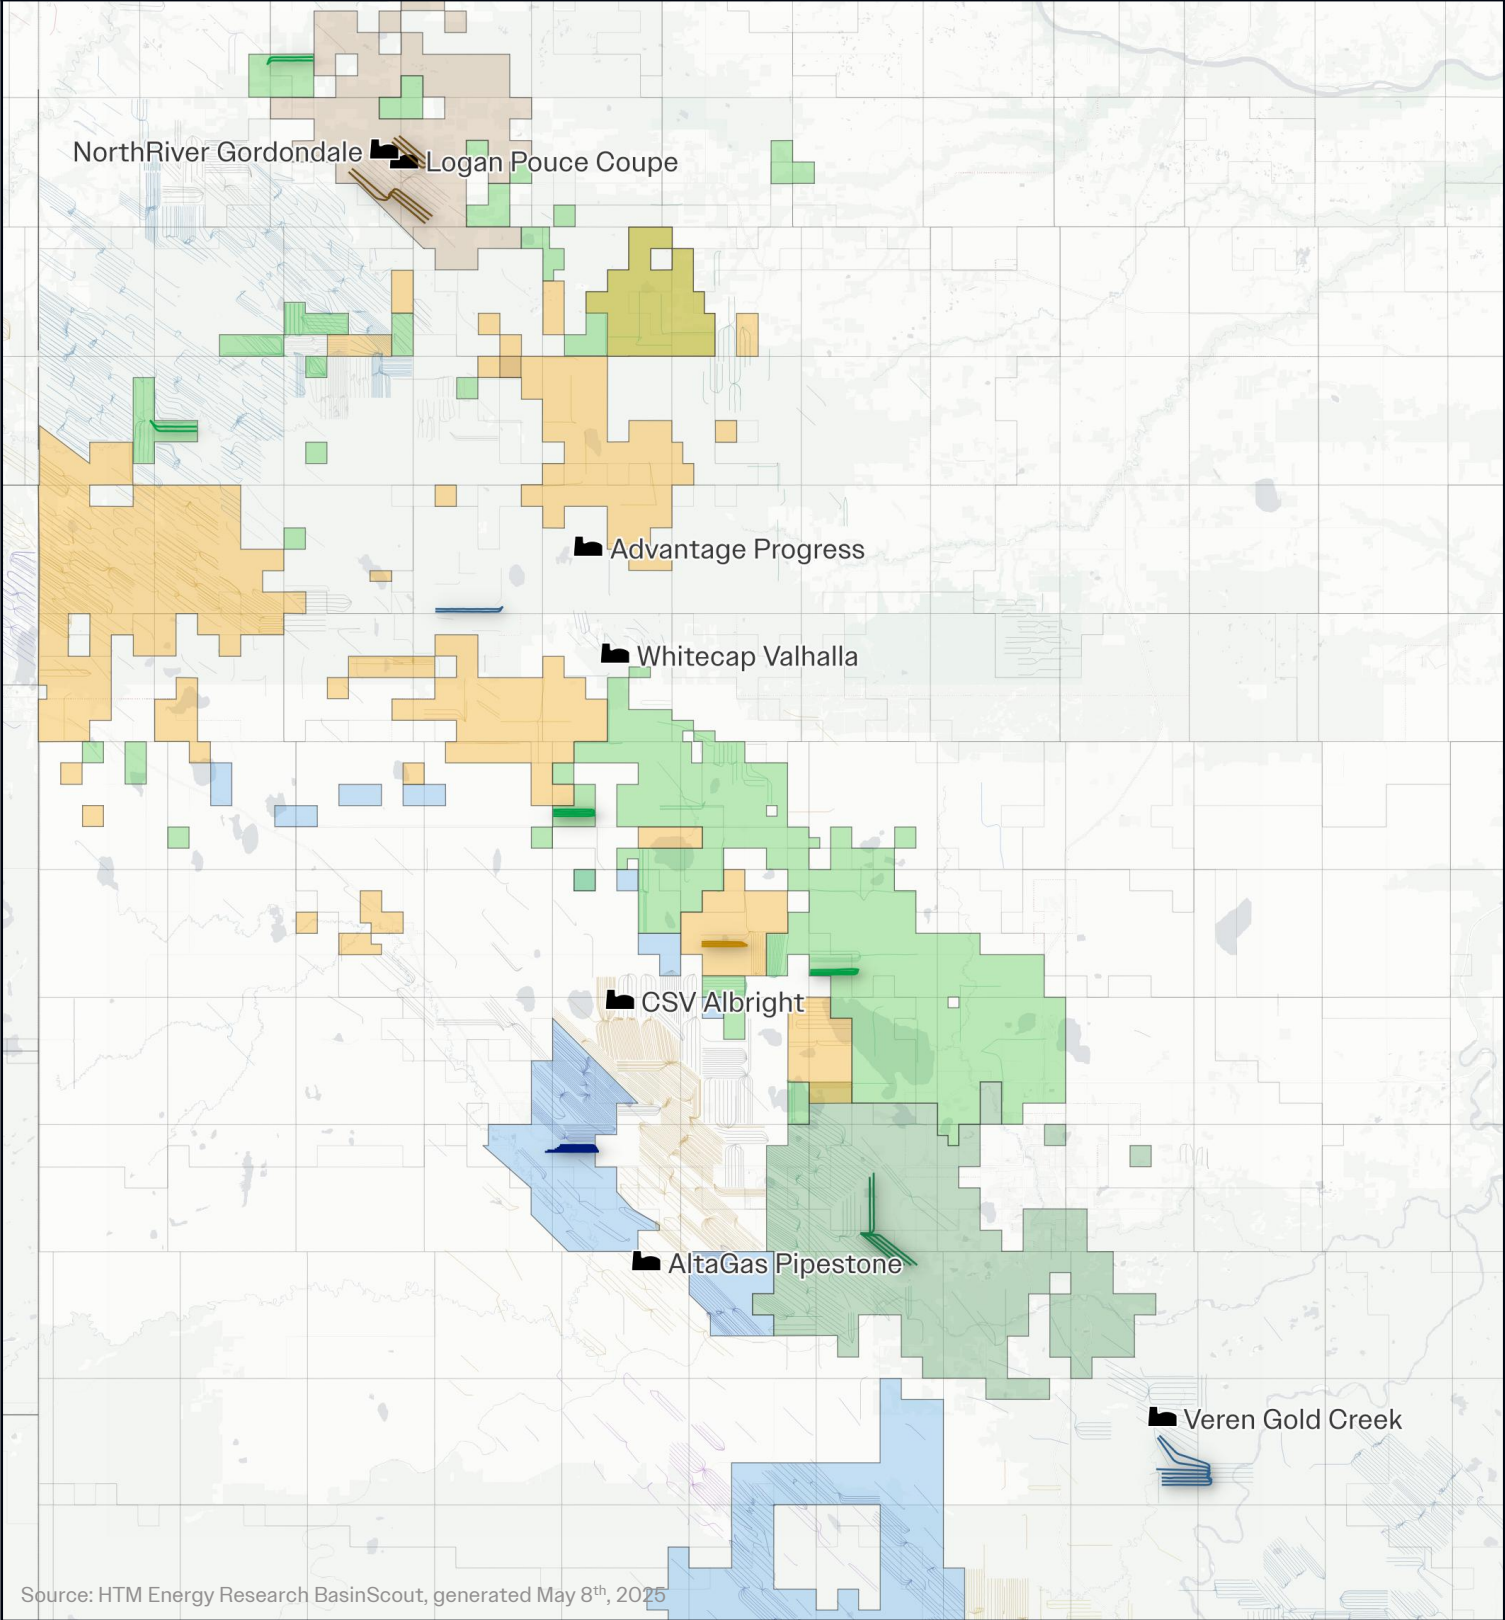 NorthRiver Gordondale
Logan Pouce Coupe
Advantage Progress
Whitecap Valhalla
CSV Albright
AltaGas Pipestone
Veren Gold Creek
Source: HTM Energy Research BasinScout, generated May 8th, 2025